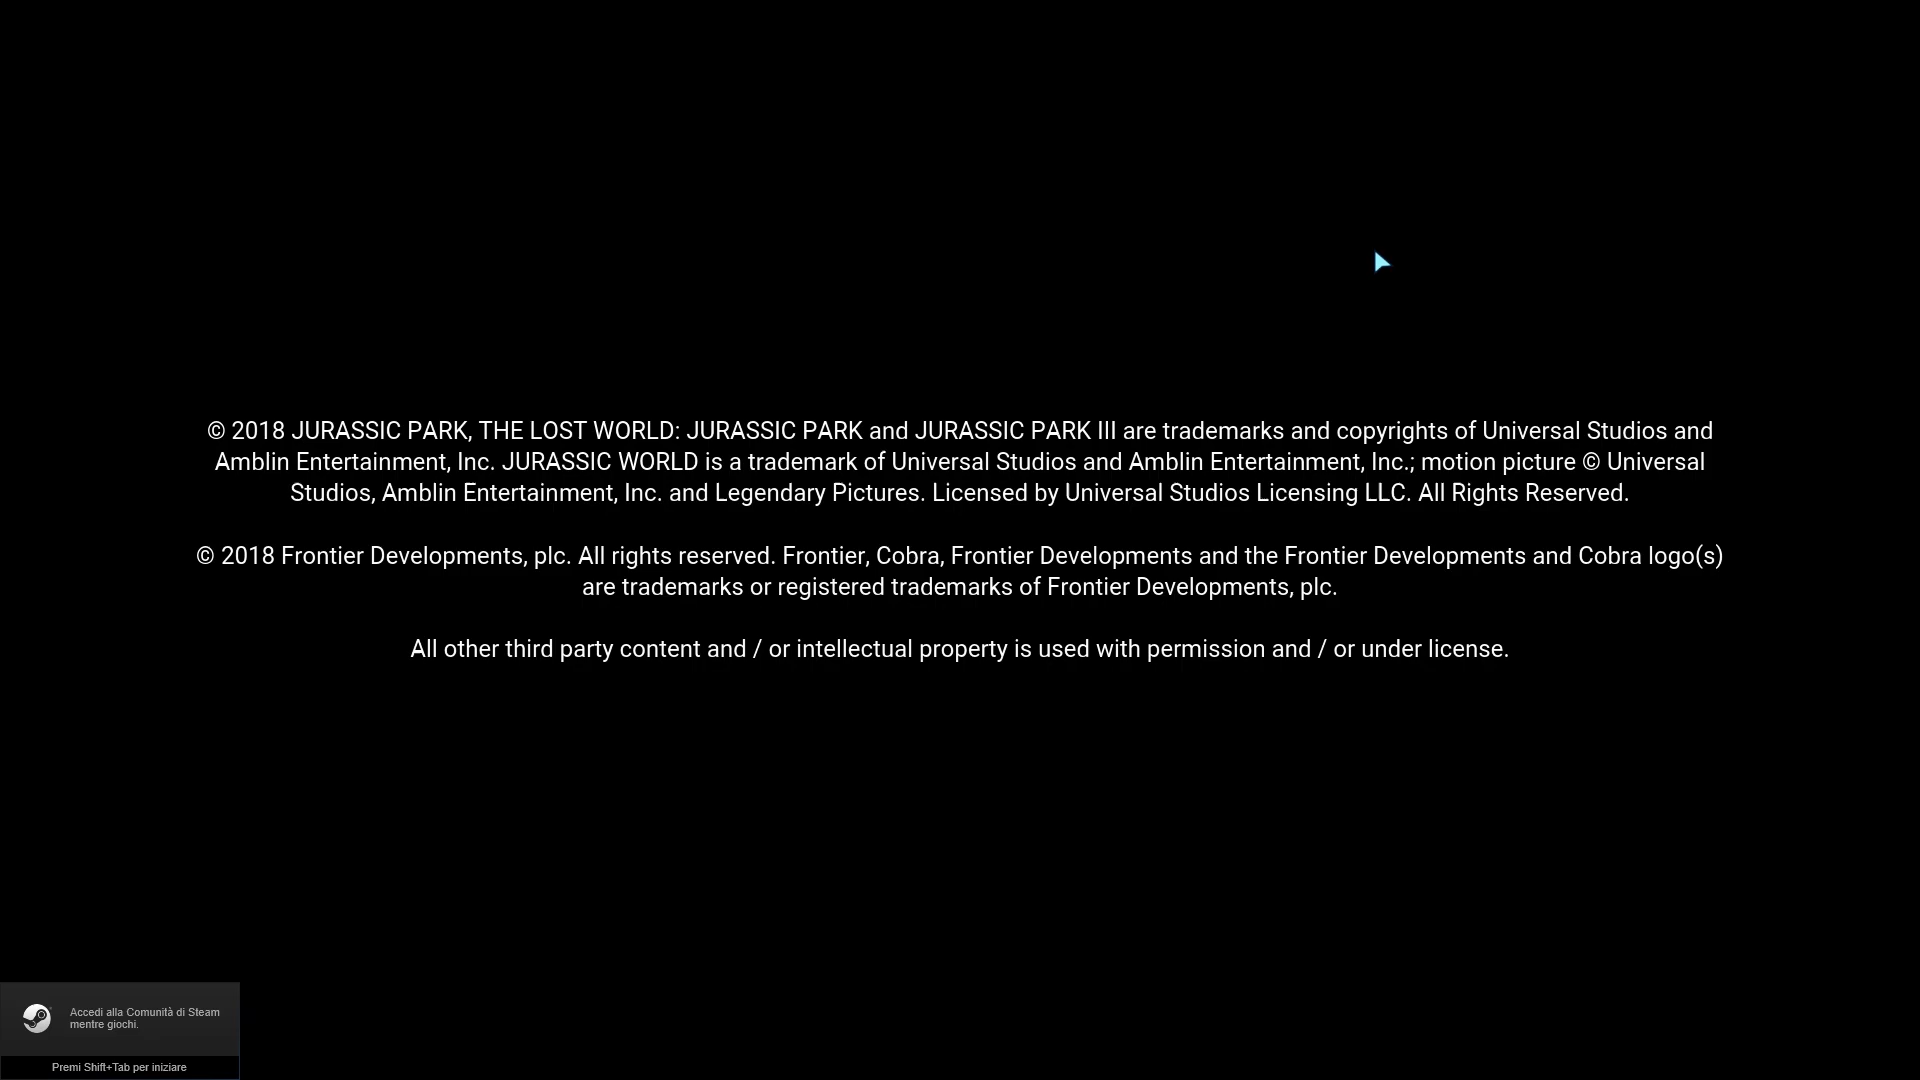 © 2018 JURASSIC PARK, THE LOST WORLD: JURASSIC PARK and JURASSIC PARK III are trademarks and copyrights of Universal Studios and
Amblin Entertainment, Inc. JURASSIC WORLD is a trademark of Universal Studios and Amblin Entertainment, Inc.; motion picture © Universal
Studios, Amblin Entertainment, Inc. and Legendary Pictures. Licensed by Universal Studios Licensing LLC. All Rights Reserved.
© 2018 Frontier Developments, plc. All rights reserved. Frontier, Cobra, Frontier Developments and the Frontier Developments and Cobra logo(s)
are trademarks or registered trademarks of Frontier Developments, plc.
All other third party content and / or intellectual property is used with permission and / or under license.
Accedi alla Comunità di Steam
mentre giochi.
Premi Shift+Tab per iniziare